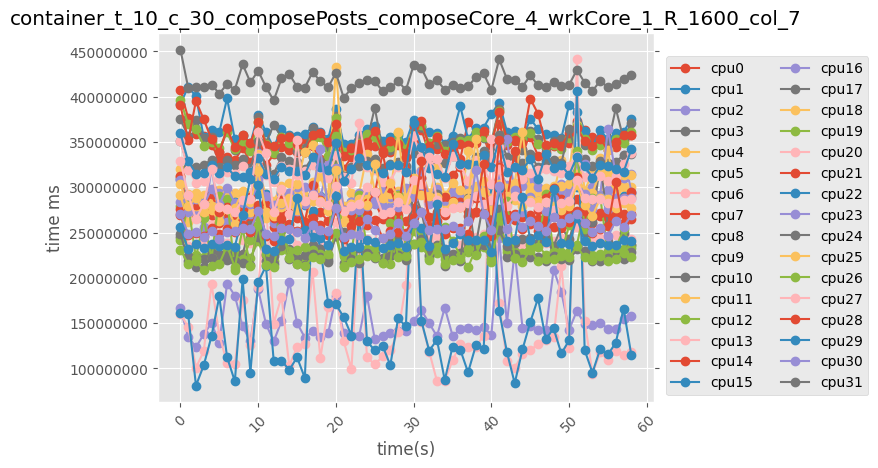 container_t_10_c_30_composePosts_composeCore_4_wrkCore_1_R_1600_col_7
450000000
400000000
350000000
300000000
250000000
200000000
150000000
100000000
time ms
0
10
20
30
40
50
60
time(s)
cpu0
cpu1
cpu2
cpu3
cpu4
cpu5
cpu6
cpu7
cpu8
cpu9
cpu10
cpu11
cpu12
cpu13
cpu14
cpu15
cpu16
cpu17
cpu18
cpu19
cpu20
cpu21
cpu22
cpu23
cpu24
cpu25
cpu26
cpu27
cpu28
cpu29
cpu30
cpu31